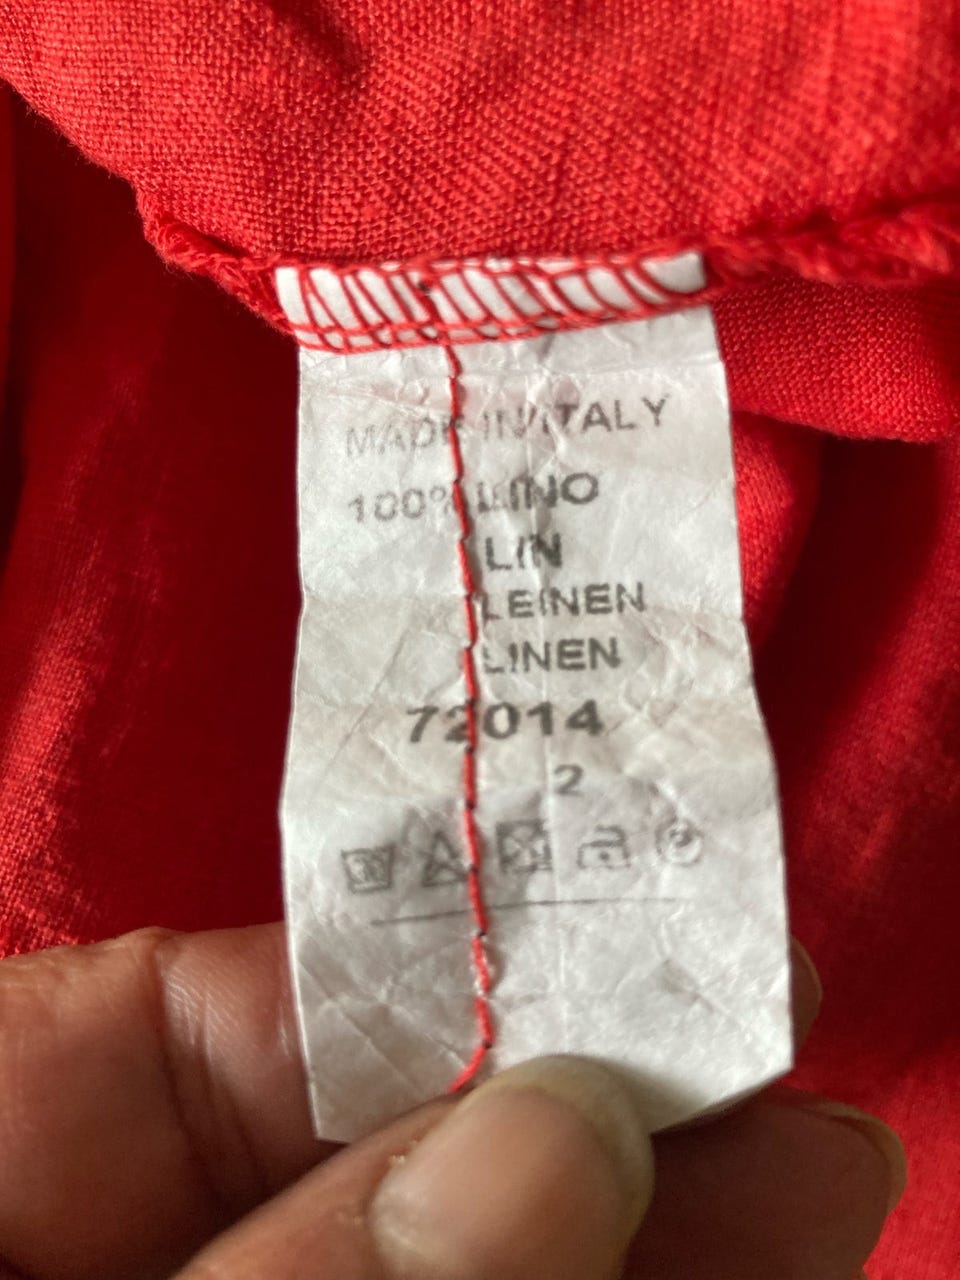 MADE IN ITALY
100% LINO
LIN
LEINEN
LINEN
72014
2